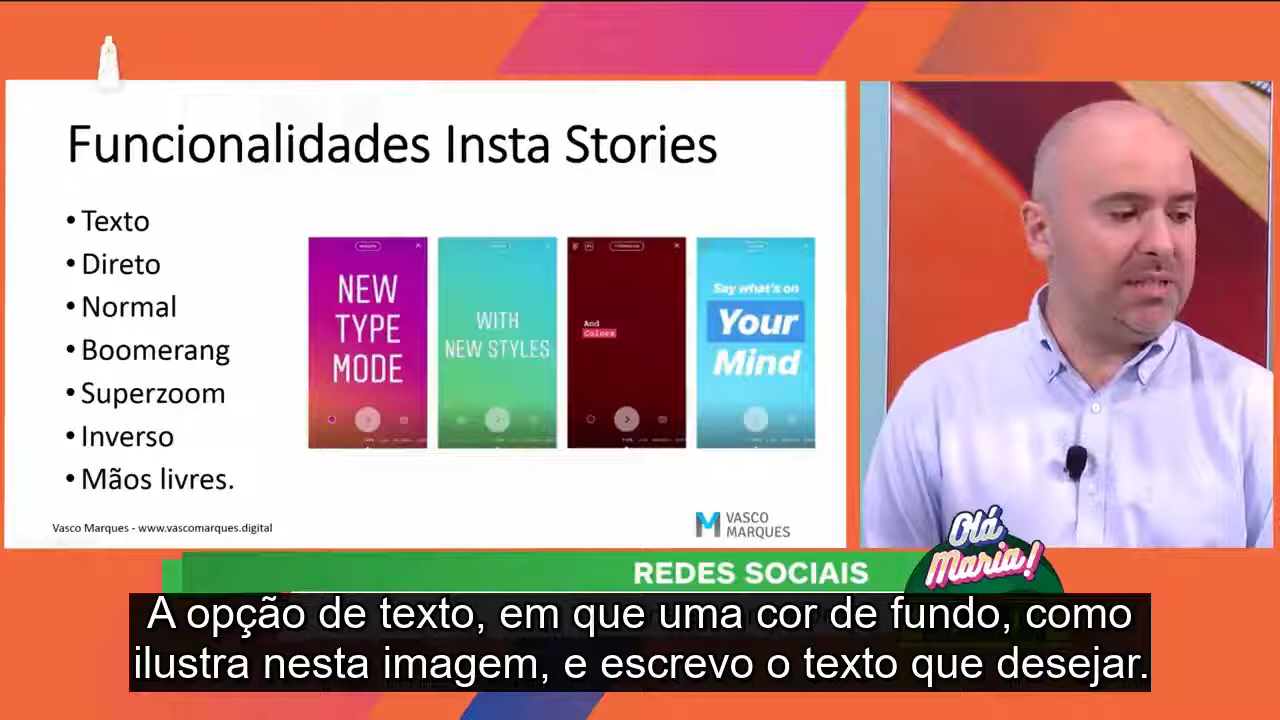 Funcionalidades Insta Stories
• Texto
• Direto
• Normal
• Boomerang
• Superzoom
• Inverso
• Mãos livres.
NEW
TYPE
MODE
WITH
NEW STYLES
And
Colors
Say what's on
Your
Mind
Vasco Marques - www.vascomarques.digital
VASCO
MARQUES
Olá
Maria!
REDES SOCIAIS
A opção de texto, em que uma cor de fundo, como
ilustra nesta imagem, e escrevo o texto que desejar.